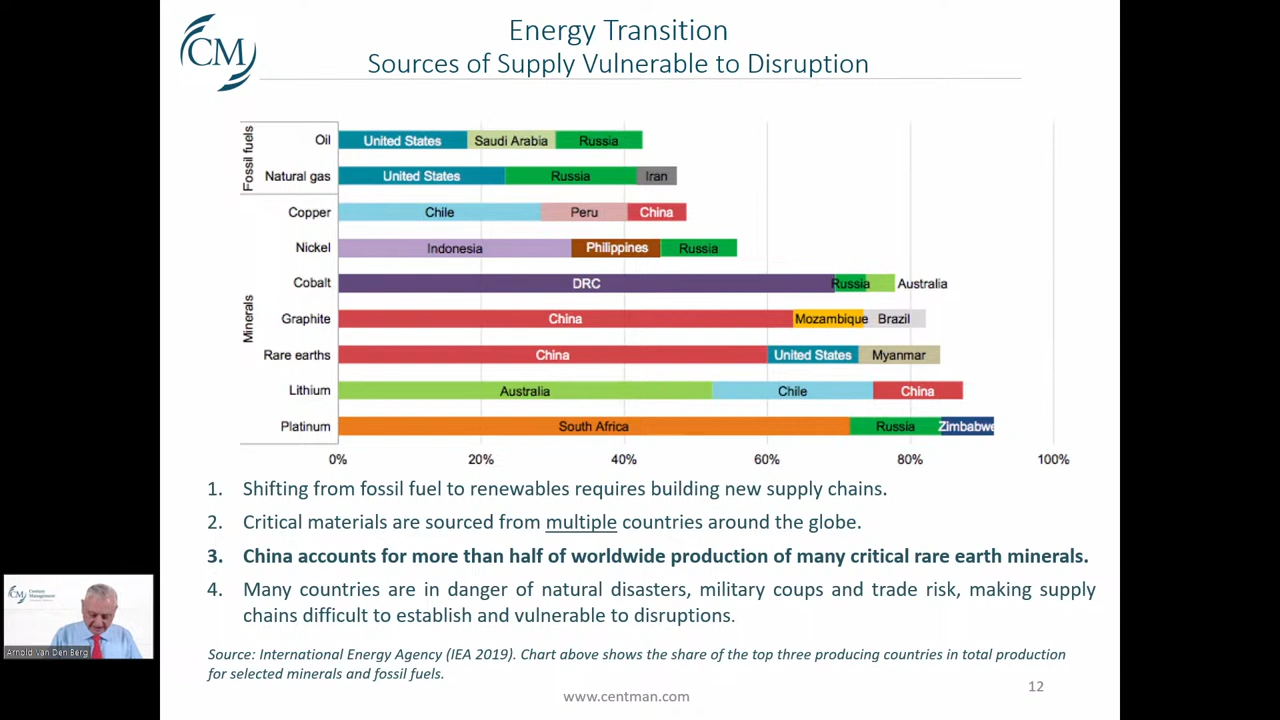 CM
Energy Transition
Sources of Supply Vulnerable to Disruption
Fossil fuels
Oil United States Saudi Arabia Russia
Natural gas United States Russia Iran
Minerals
Copper Chile Peru China
Nickel Indonesia Philippines Russia
Cobalt DRC Russia Australia
Graphite China Mozambique Brazil
Rare earths China United States Myanmar
Lithium Australia Chile China
Platinum South Africa Russia Zimbabwe
0% 20% 40% 60% 80% 100%
1. Shifting from fossil fuel to renewables requires building new supply chains.
2. Critical materials are sourced from multiple countries around the globe.
3. China accounts for more than half of worldwide production of many critical rare earth minerals.
4. Many countries are in danger of natural disasters, military coups and trade risk, making supply
chains difficult to establish and vulnerable to disruptions.
Source: International Energy Agency (IEA 2019). Chart above shows the share of the top three producing countries in total production
for selected minerals and fossil fuels.
www.centman.com
12
CM Century
Management
Arnold Van Den Berg